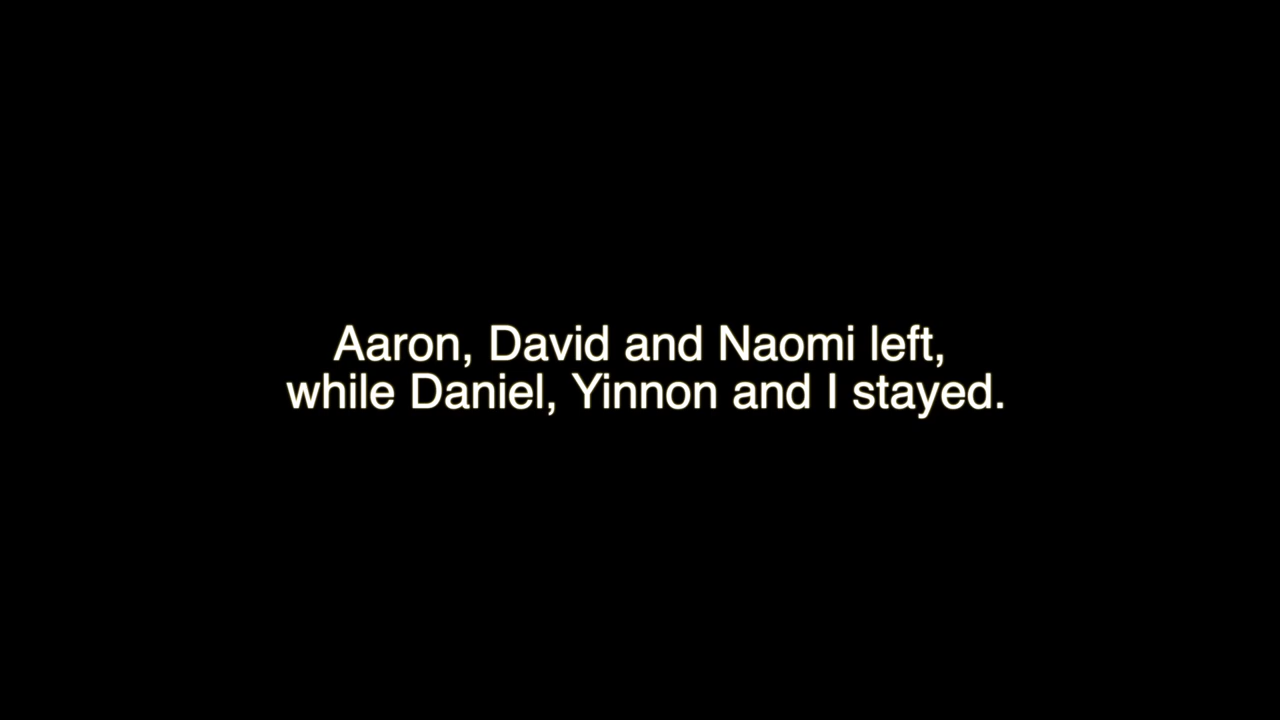 Aaron, David and Naomi left,
while Daniel, Yinnon and I stayed.